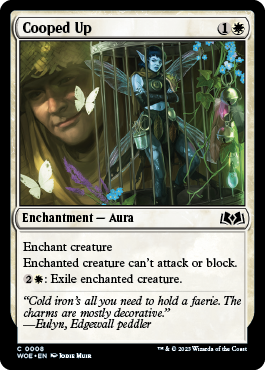 Cooped Up 1
Enchantment — Aura
Enchant creature
Enchanted creature can't attack or block.
2: Exile enchanted creature.
“Cold iron's all you need to hold a faerie. The
charms are mostly decorative.”
—Eulyn, Edgewall peddler
C 0008
WOE • EN Jodie Muir
™ & © 2023 Wizards of the Coast